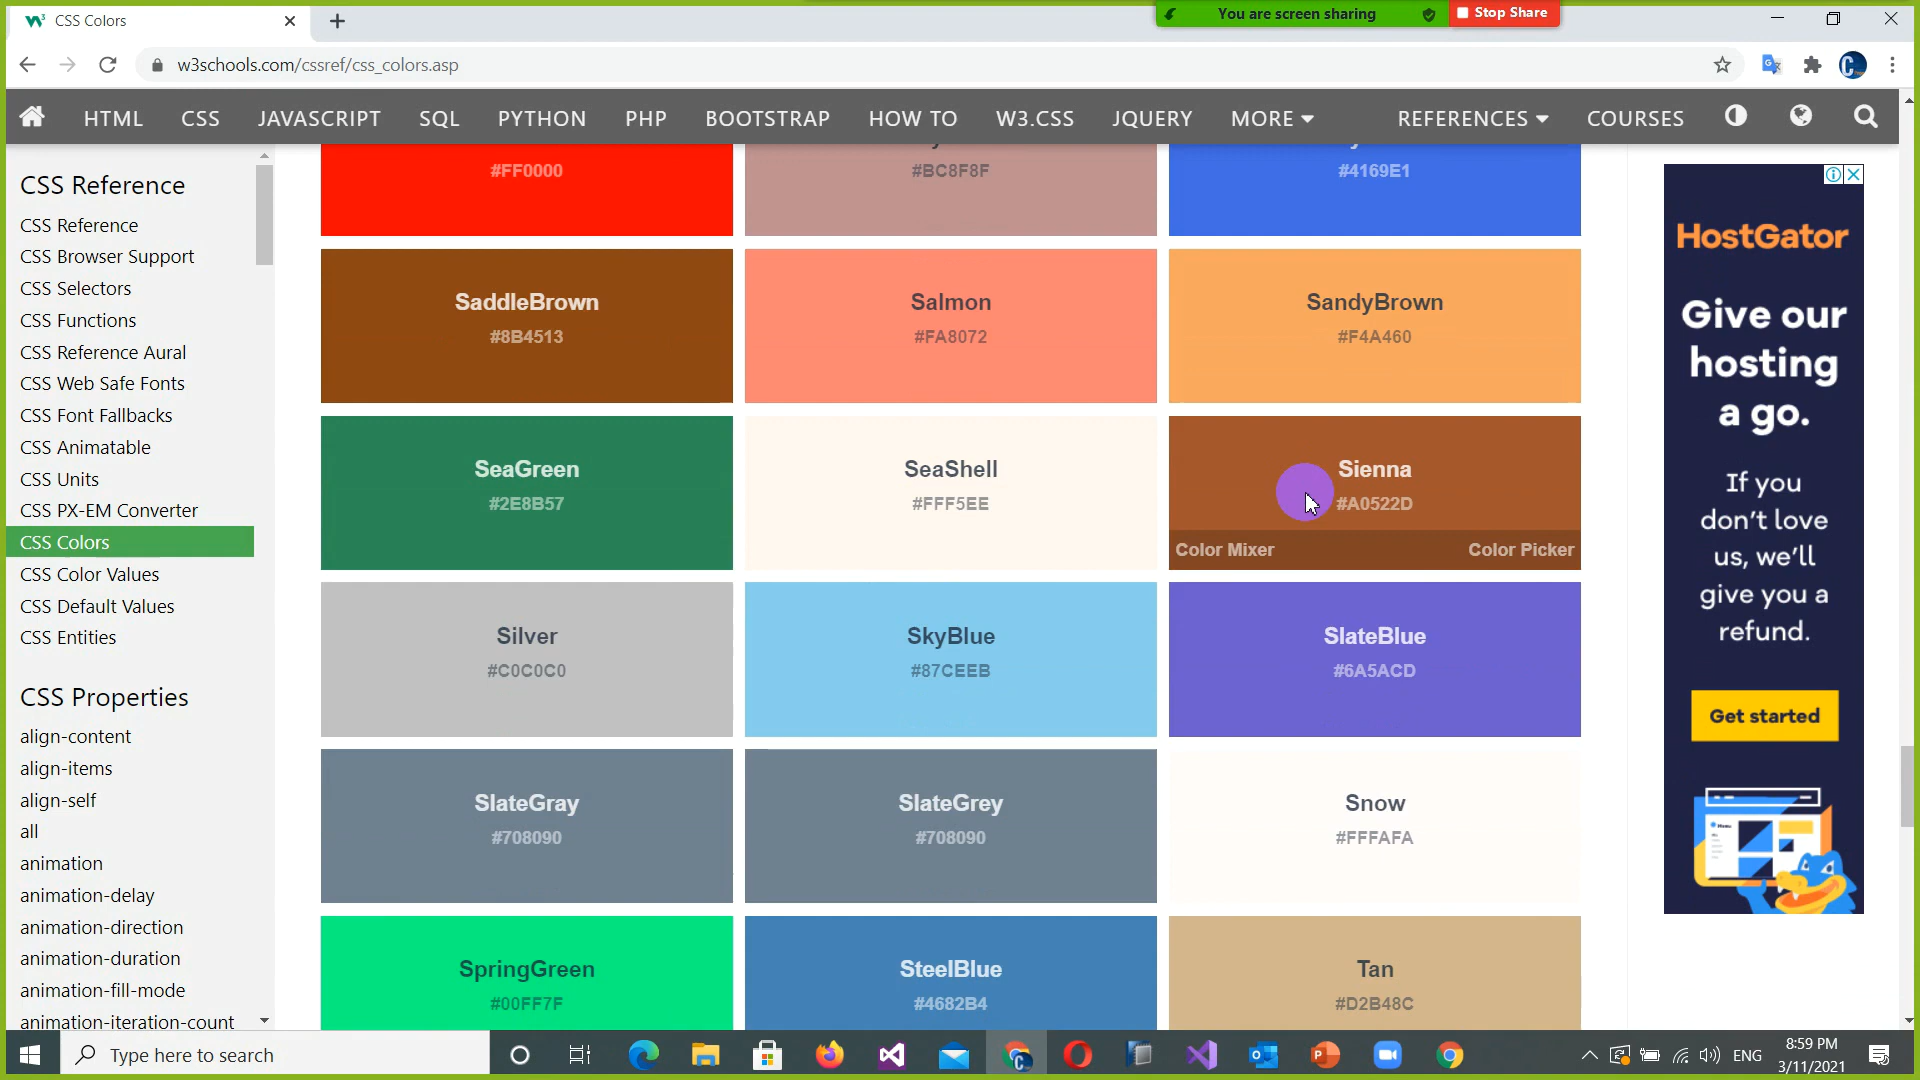 CSS Colors
You are screen sharing
Stop Share
w3schools.com/cssref/css_colors.asp
HTML CSS JAVASCRIPT SQL PYTHON PHP BOOTSTRAP HOW TO W3.CSS JQUERY MORE REFERENCES COURSES
CSS Reference
CSS Reference
CSS Browser Support
CSS Selectors
CSS Functions
CSS Reference Aural
CSS Web Safe Fonts
CSS Font Fallbacks
CSS Animatable
CSS Units
CSS PX-EM Converter
CSS Colors
CSS Color Values
CSS Default Values
CSS Entities
CSS Properties
align-content
align-items
align-self
all
animation
animation-delay
animation-direction
animation-duration
animation-fill-mode
animation-iteration-count
#FF0000
#BC8F8F
#4169E1
SaddleBrown
#8B4513
Salmon
#FA8072
SandyBrown
#F4A460
SeaGreen
#2E8B57
SeaShell
#FFF5EE
Sienna
#A0522D
Color Mixer
Color Picker
Silver
#C0C0C0
SkyBlue
#87CEEB
SlateBlue
#6A5ACD
SlateGray
#708090
SlateGrey
#708090
Snow
#FFFAFA
SpringGreen
#00FF7F
SteelBlue
#4682B4
Tan
#D2B48C
HostGator
Give our
hosting
a go.
If you
don't love
us, we'll
give you a
refund.
Get started
Type here to search
ENG
8:59 PM
3/11/2021